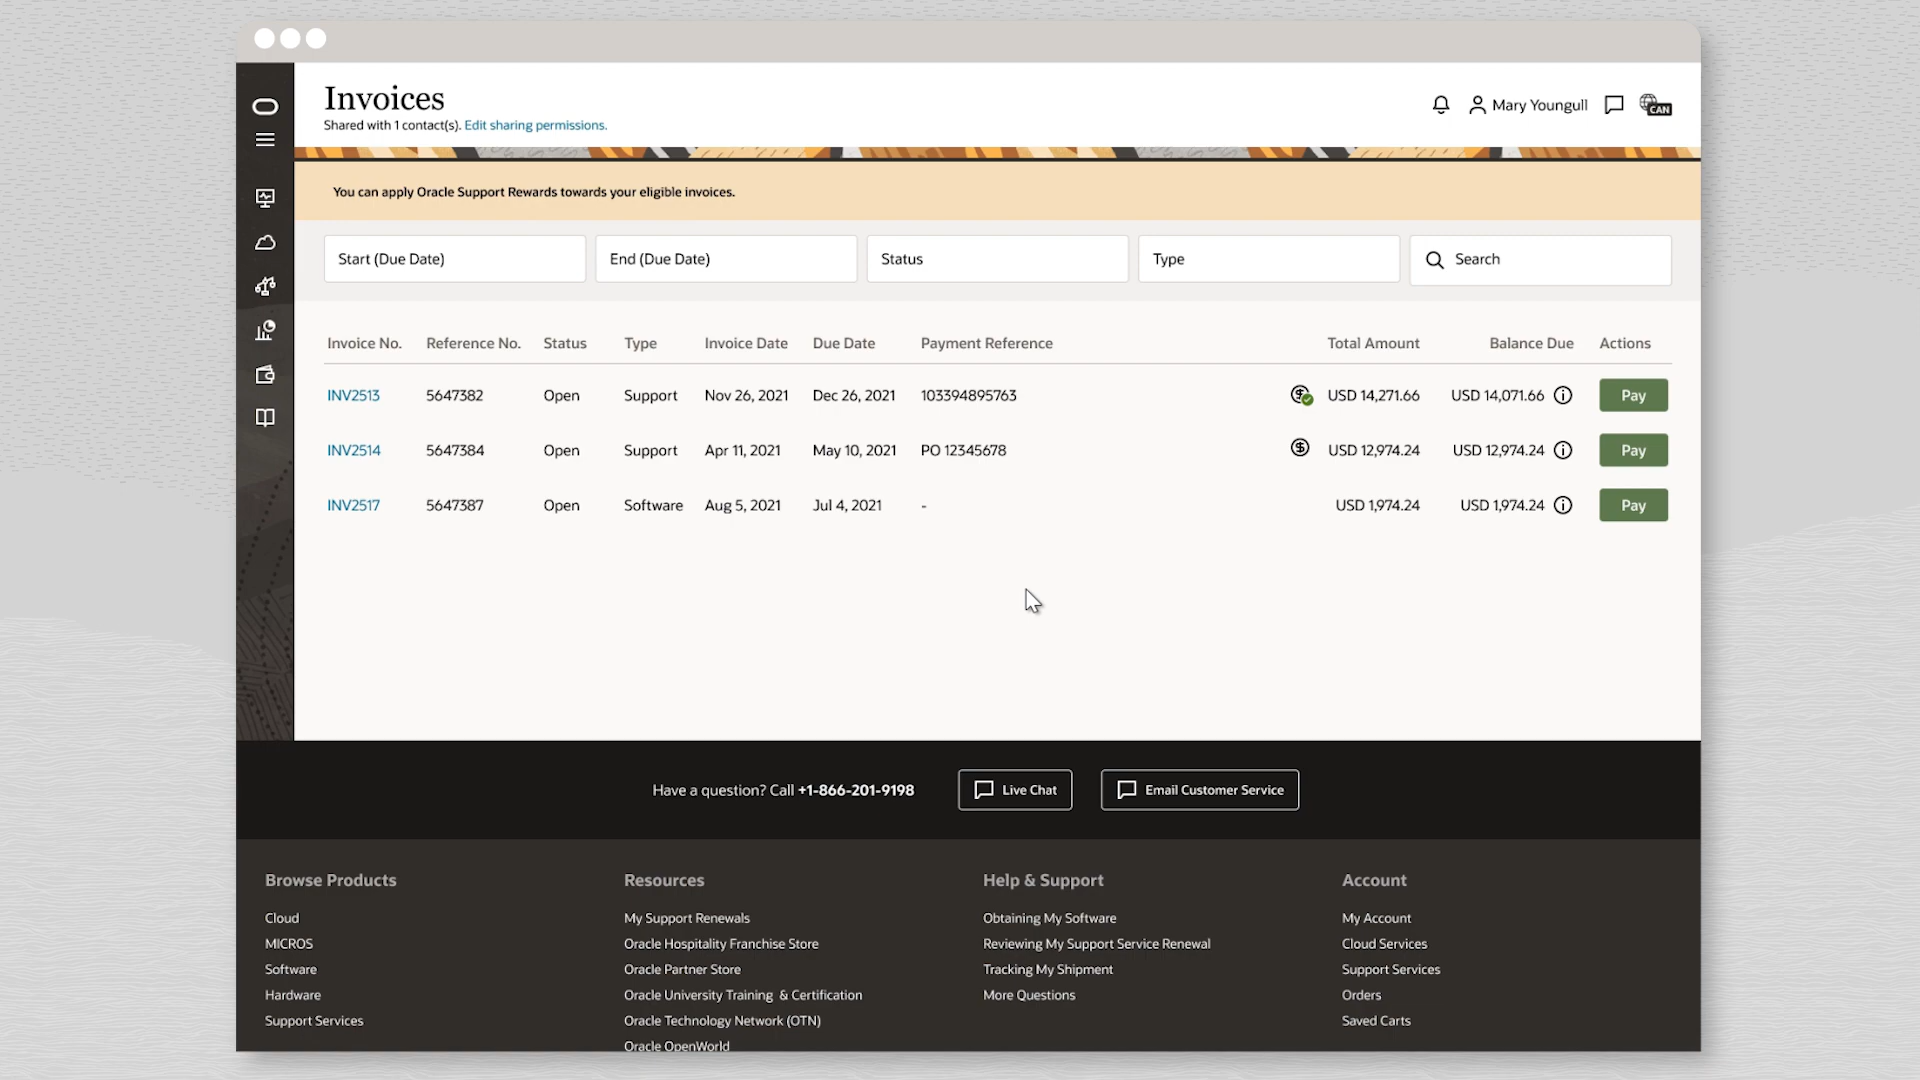 Invoices
Shared with 1 contact(s). Edit sharing permissions.
Mary Youngull
CAN
You can apply Oracle Support Rewards towards your eligible invoices.
Start (Due Date) End (Due Date) Status Type Search
Invoice No. Reference No. Status Type Invoice Date Due Date Payment Reference Total Amount Balance Due Actions
INV2513 5647382 Open Support Nov 26, 2021 Dec 26, 2021 103394895763 USD 14,271.66 USD 14,071.66 Pay
INV2514 5647384 Open Support Apr 11, 2021 May 10, 2021 PO 12345678 USD 12,974.24 USD 12,974.24 Pay
INV2517 5647387 Open Software Aug 5, 2021 Jul 4, 2021 - USD 1,974.24 USD 1,974.24 Pay
Have a question? Call +1-866-201-9198 Live Chat Email Customer Service
Browse Products
Cloud
MICROS
Software
Hardware
Support Services
Resources
My Support Renewals
Oracle Hospitality Franchise Store
Oracle Partner Store
Oracle University Training & Certification
Oracle Technology Network (OTN)
Oracle OpenWorld
Help & Support
Obtaining My Software
Reviewing My Support Service Renewal
Tracking My Shipment
More Questions
Account
My Account
Cloud Services
Support Services
Orders
Saved Carts